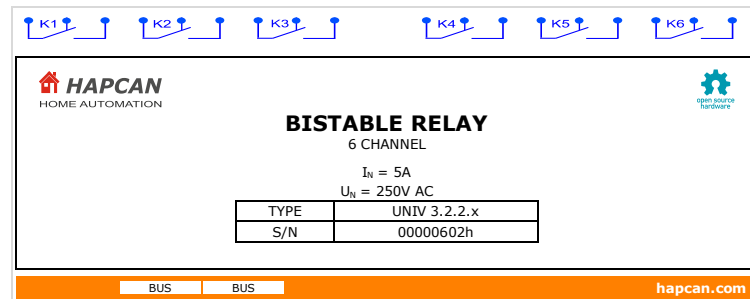 K1 K2 K3 K4 K5 K6
HAPCAN
HOME AUTOMATION
open source
hardware
BISTABLE RELAY
6 CHANNEL
IN = 5A
UN = 250V AC
TYPE UNIV 3.2.2.x
S/N 00000602h
BUS BUS hapcan.com